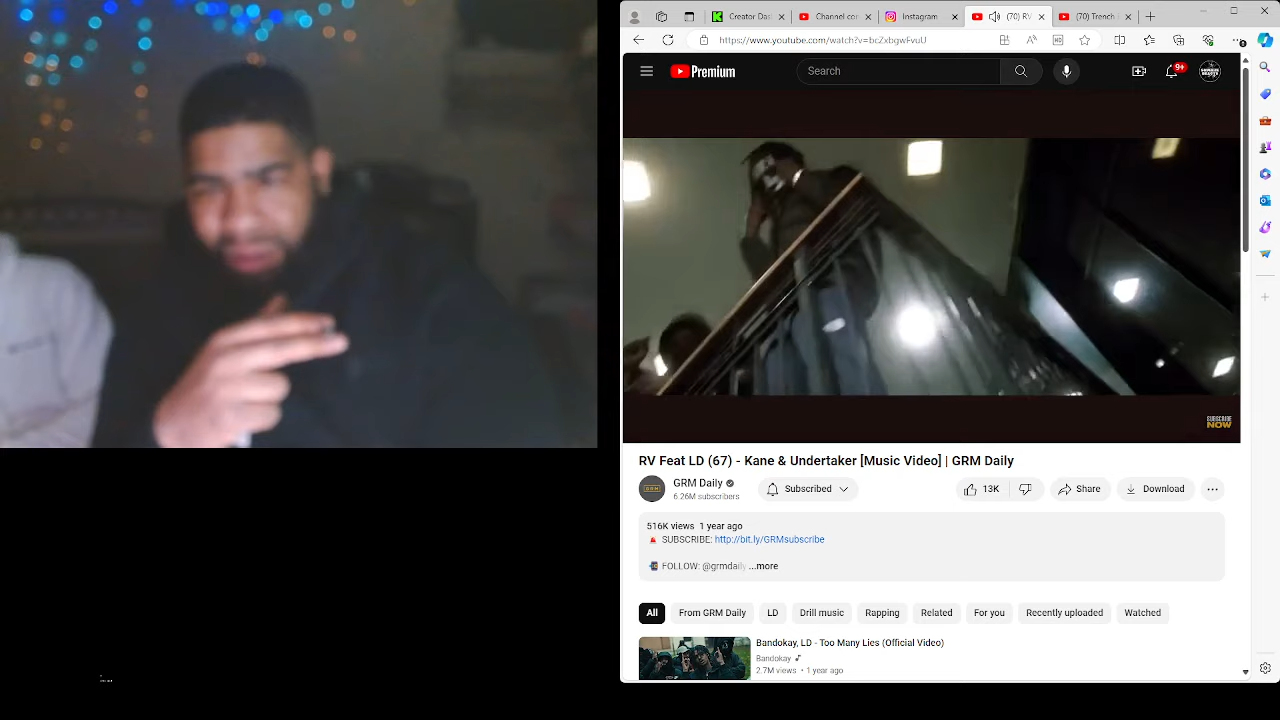 Creator Das
Channel con
Instagram
(70) RV
(70) Trench
https://www.youtube.com/watch?v=bcZxbgwFvuU
Premium
Search
9+
SUBSCRIBE
NOW
RV Feat LD (67) - Kane & Undertaker [Music Video] | GRM Daily
GRM Daily
6.26M subscribers
Subscribed
13K
Share
Download
516K views 1 year ago
SUBSCRIBE: http://bit.ly/GRMsubscribe
FOLLOW: @grmdaily ...more
All
From GRM Daily
LD
Drill music
Rapping
Related
For you
Recently uploaded
Watched
Bandokay, LD - Too Many Lies (Official Video)
Bandokay
2.7M views • 1 year ago